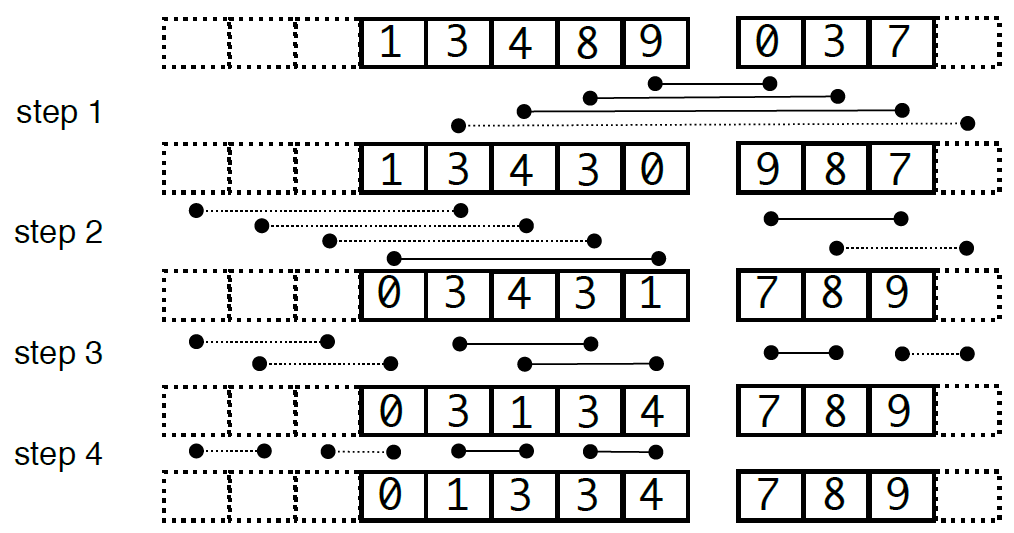 1 3 4 8 9 0 3 7
step 1
1 3 4 3 0 9 8 7
step 2
0 3 4 3 1 7 8 9
step 3
0 3 1 3 4 7 8 9
step 4
0 1 3 3 4 7 8 9